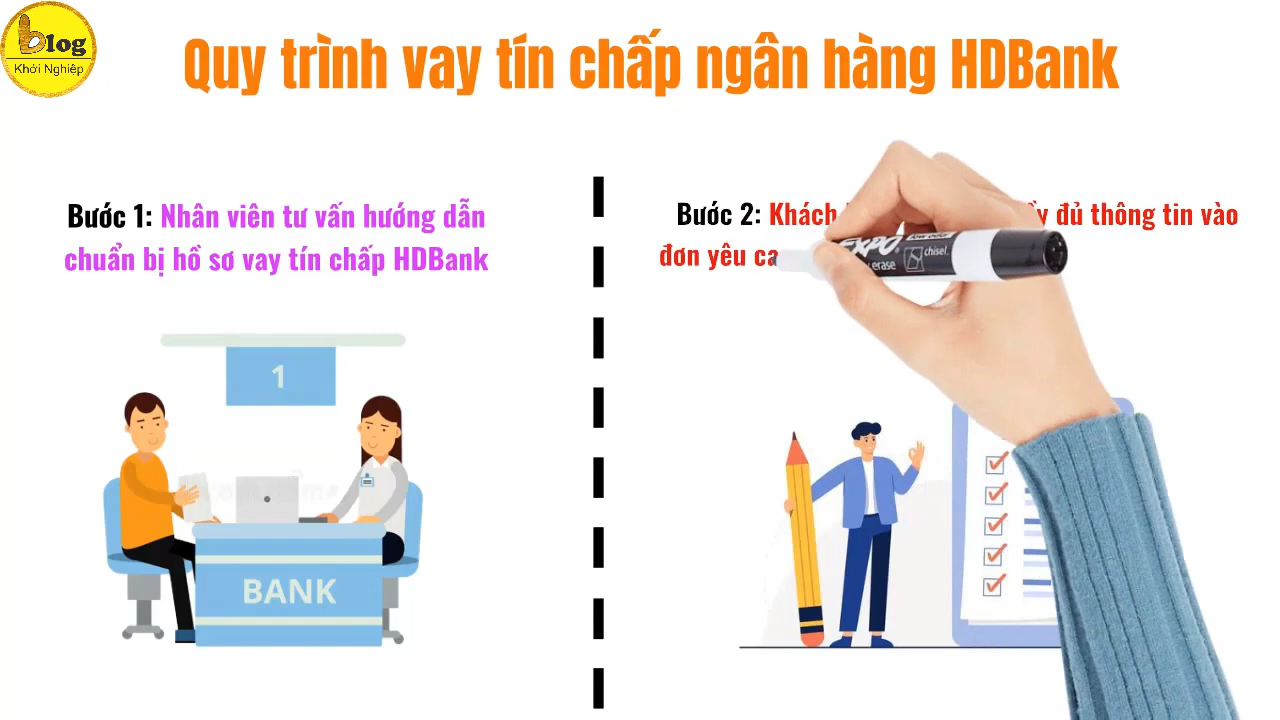 blog
Khởi Nghiệp
Quy trình vay tín chấp ngân hàng HDBank
Bước 1: Nhân viên tư vấn hướng dẫn
chuẩn bị hồ sơ vay tín chấp HDBank
Bước 2: Khách đủ thông tin vào
đơn yêu
EXPO
low odor
erase
chisel.
1
BANK